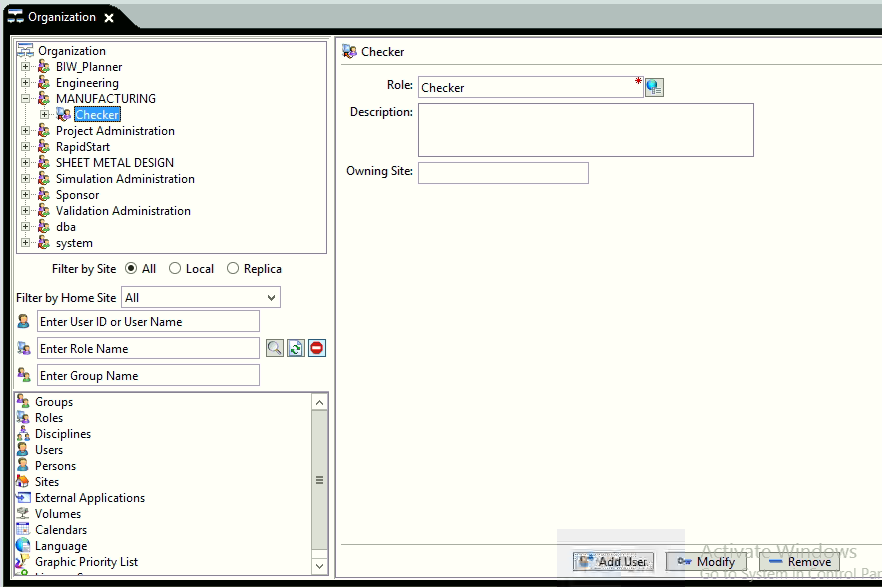 Organization
Organization
BIW_Planner
Engineering
MANUFACTURING
Checker
Project Administration
RapidStart
SHEET METAL DESIGN
Simulation Administration
Sponsor
Validation Administration
dba
system
Filter by Site All Local Replica
Filter by Home Site All
Enter User ID or User Name
Enter Role Name
Enter Group Name
Groups
Roles
Disciplines
Users
Persons
Sites
External Applications
Volumes
Calendars
Language
Graphic Priority List
Checker
Role: Checker *
Description:
Owning Site:
Activate Windows
Add User Modify Remove
Go to System in Control Par